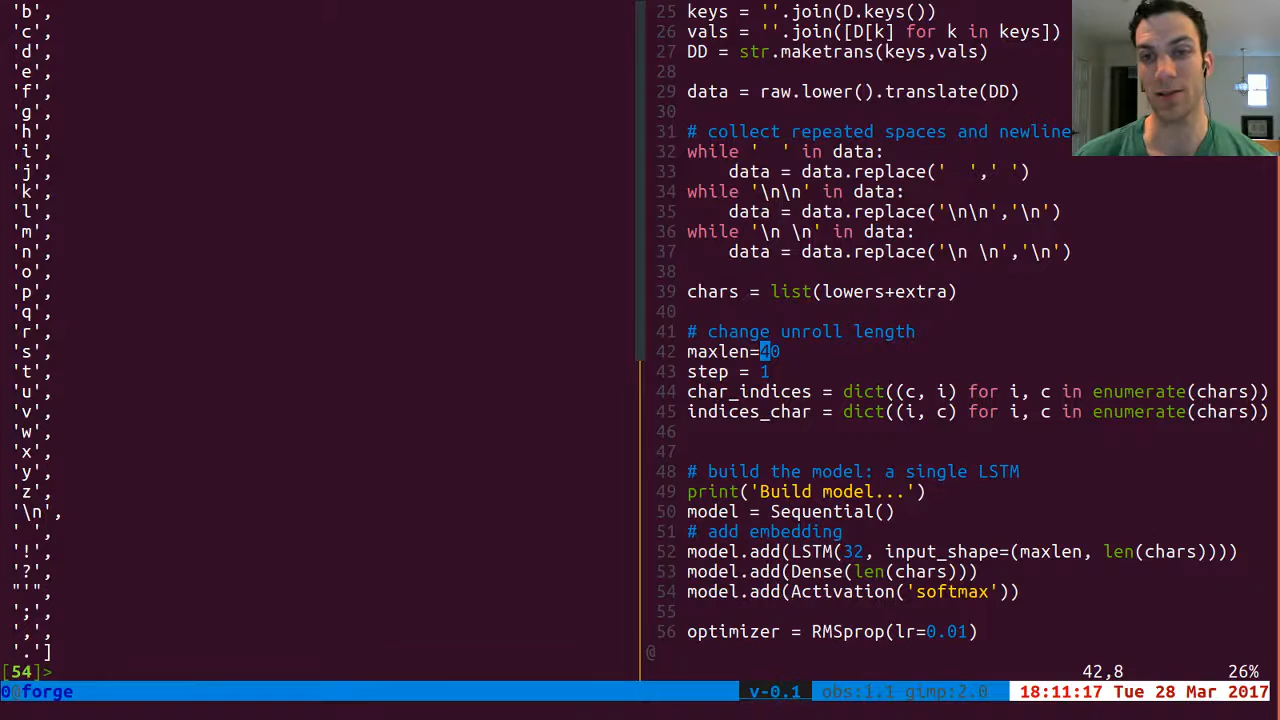 'b',
'c',
'd',
'e',
'f',
'g',
'h',
'i',
'j',
'k',
'l',
'm',
'n',
'o',
'p',
'q',
'r',
's',
't',
'u',
'v',
'w',
'x',
'y',
'z',
'\n',
' ',
'!',
'?',
"'",
';',
',',
'.']
[54]>
25 keys = ''.join(D.keys())
26 vals = ''.join([D[k] for k in keys])
27 DD = str.maketrans(keys,vals)
28
29 data = raw.lower().translate(DD)
30
31 # collect repeated spaces and newline
32 while '  ' in data:
33     data = data.replace('  ',' ')
34 while '\n\n' in data:
35     data = data.replace('\n\n','\n')
36 while '\n \n' in data:
37     data = data.replace('\n \n','\n')
38
39 chars = list(lowers+extra)
40
41 # change unroll length
42 maxlen=40
43 step = 1
44 char_indices = dict((c, i) for i, c in enumerate(chars))
45 indices_char = dict((i, c) for i, c in enumerate(chars))
46
47
48 # build the model: a single LSTM
49 print('Build model...')
50 model = Sequential()
51 # add embedding
52 model.add(LSTM(32, input_shape=(maxlen, len(chars))))
53 model.add(Dense(len(chars)))
54 model.add(Activation('softmax'))
55
56 optimizer = RMSprop(lr=0.01)
@
42,8 26%
0@forge v-0.1 obs:1.1 gimp:2.0 18:11:17 Tue 28 Mar 2017